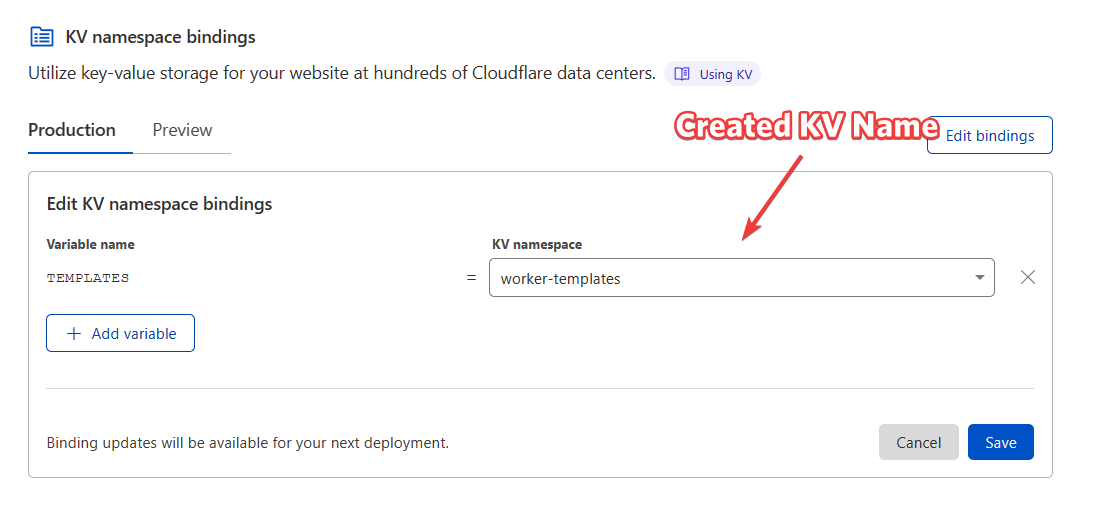 KV namespace bindings
Utilize key-value storage for your website at hundreds of Cloudflare data centers. Using KV
Production Preview
Created KV Name
Edit bindings
Edit KV namespace bindings
Variable name KV namespace
TEMPLATES = worker-templates
+ Add variable
Binding updates will be available for your next deployment. Cancel Save